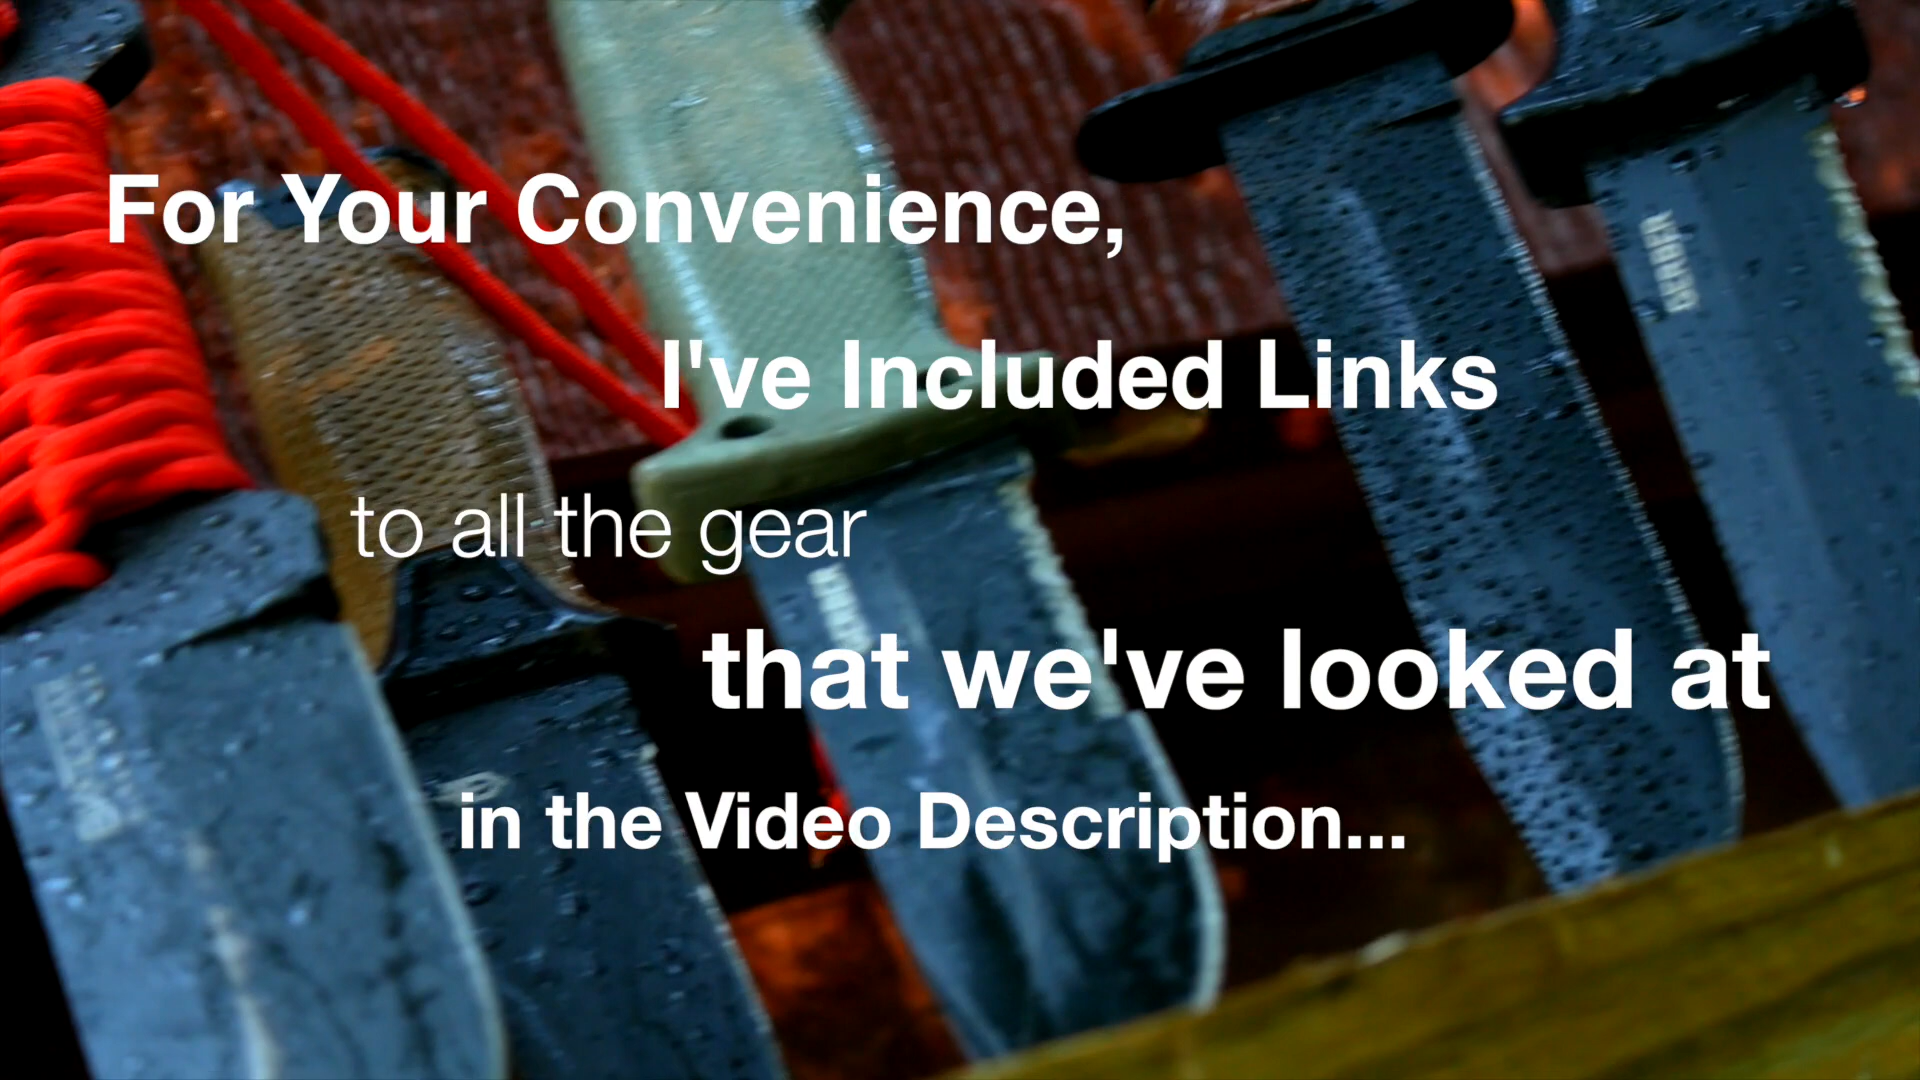 For Your Convenience,
I've Included Links
to all the gear
that we've looked at
in the Video Description...
GERBER